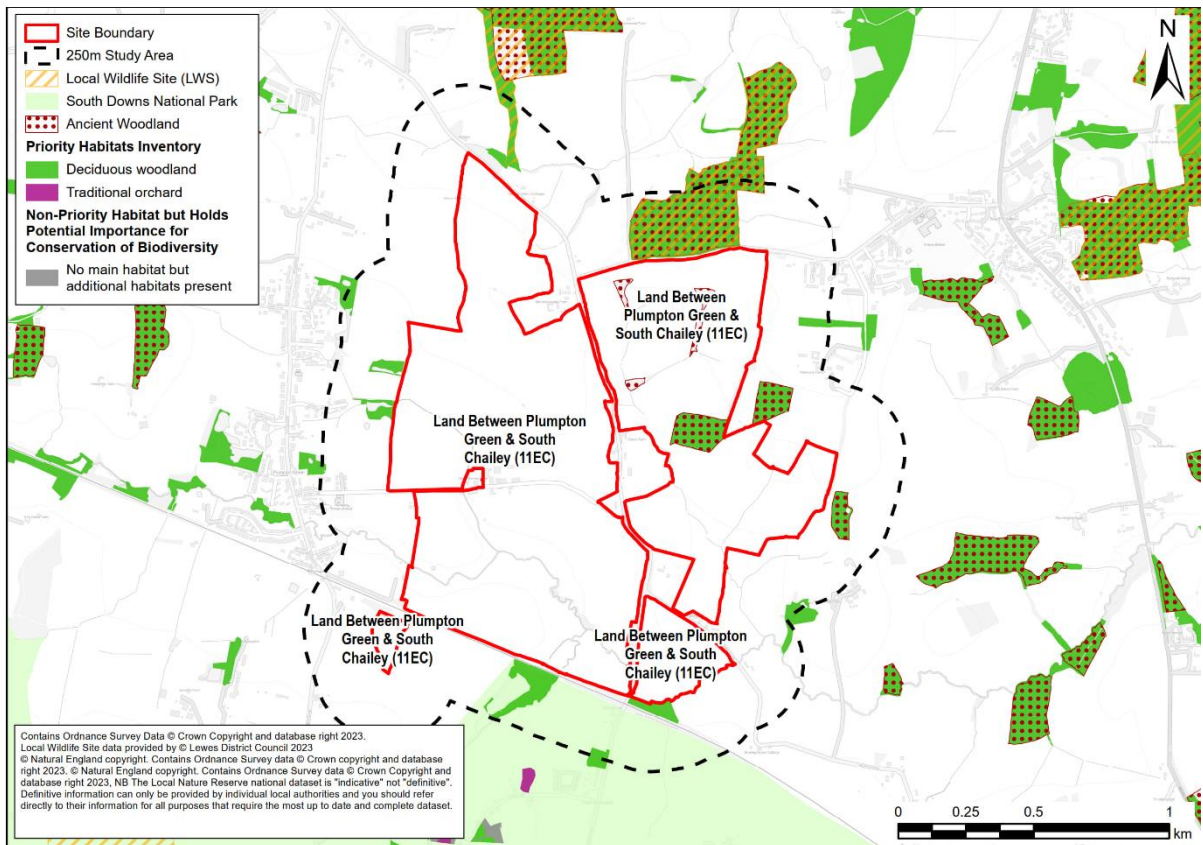 Site Boundary
250m Study Area
Local Wildlife Site (LWS)
South Downs National Park
Ancient Woodland
Priority Habitats Inventory
Deciduous woodland
Traditional orchard
Non-Priority Habitat but Holds
Potential Importance for
Conservation of Biodiversity
No main habitat but
additional habitats present
N
Land Between
Plumpton Green &
South Chailey (11EC)
Land Between Plumpton
Green & South
Chailey (11EC)
Land Between Plumpton
Green & South
Chailey (11EC)
Land Between Plumpton
Green & South
Chailey (11EC)
Contains Ordnance Survey Data © Crown Copyright and database right 2023.
Local Wildlife Site data provided by © Lewes District Council 2023
© Natural England copyright. Contains Ordnance Survey data © Crown copyright and database
right 2023. © Natural England copyright. Contains Ordnance Survey data © Crown Copyright and
database right 2023, NB The Local Nature Reserve national dataset is "indicative" not "definitive".
Definitive information can only be provided by individual local authorities and you should refer
directly to their information for all purposes that require the most up to date and complete dataset.
0 0.25 0.5 1
km